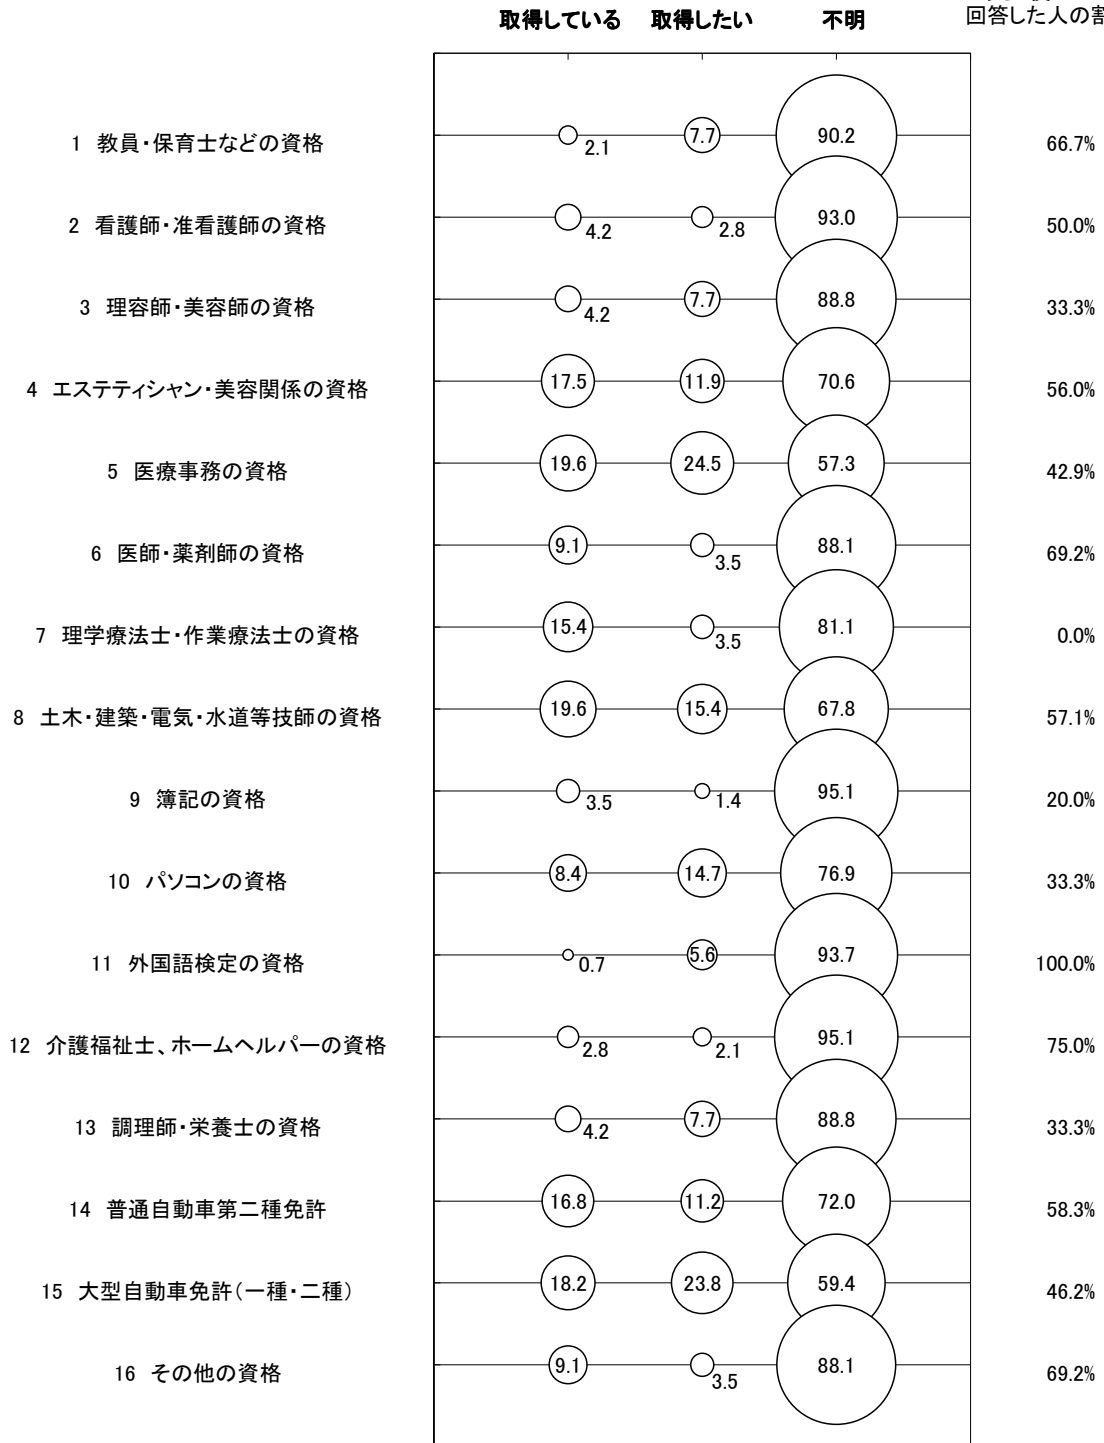 取得している 取得したい 不明 回答した人の割
1 教員・保育士などの資格 2.1 7.7 90.2 66.7%
2 看護師・准看護師の資格 4.2 2.8 93.0 50.0%
3 理容師・美容師の資格 4.2 7.7 88.8 33.3%
4 エステティシャン・美容関係の資格 17.5 11.9 70.6 56.0%
5 医療事務の資格 19.6 24.5 57.3 42.9%
6 医師・薬剤師の資格 9.1 3.5 88.1 69.2%
7 理学療法士・作業療法士の資格 15.4 3.5 81.1 0.0%
8 土木・建築・電気・水道等技師の資格 19.6 15.4 67.8 57.1%
9 簿記の資格 3.5 1.4 95.1 20.0%
10 パソコンの資格 8.4 14.7 76.9 33.3%
11 外国語検定の資格 0.7 5.6 93.7 100.0%
12 介護福祉士、ホームヘルパーの資格 2.8 2.1 95.1 75.0%
13 調理師・栄養士の資格 4.2 7.7 88.8 33.3%
14 普通自動車第二種免許 16.8 11.2 72.0 58.3%
15 大型自動車免許(一種・二種) 18.2 23.8 59.4 46.2%
16 その他の資格 9.1 3.5 88.1 69.2%